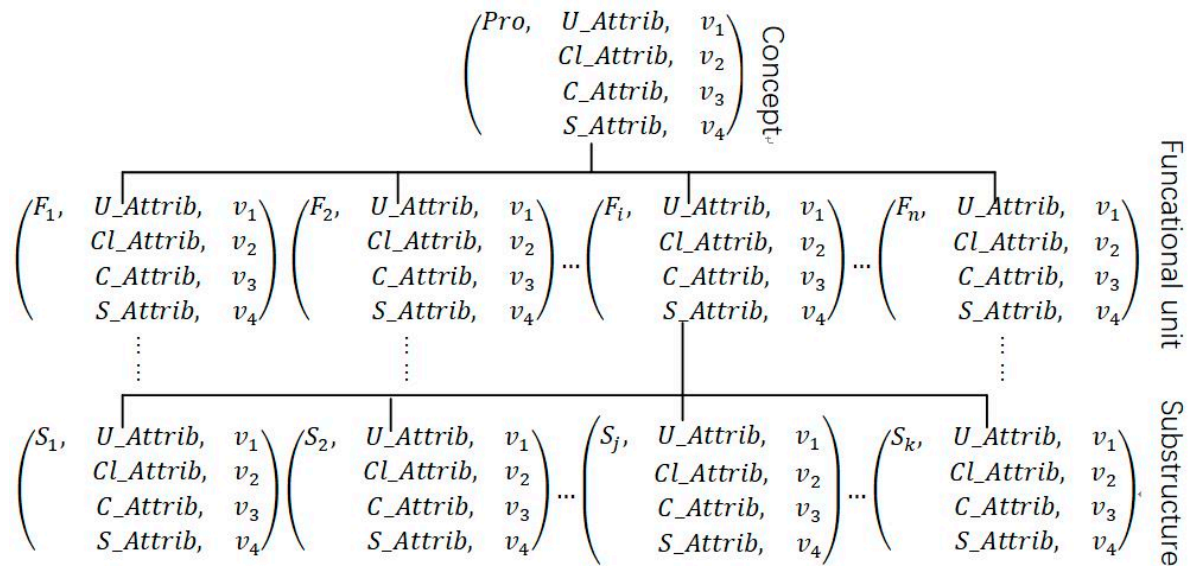 (Pro, U_Attrib, v₁
Cl_Attrib, v₂
C_Attrib, v₃
S_Attrib, v₄)
Concept
(F₁, U_Attrib, v₁ (F₂, U_Attrib, v₁ (Fᵢ, U_Attrib, v₁ (Fₙ, U_Attrib, v₁
Cl_Attrib, v₂ Cl_Attrib, v₂ ... Cl_Attrib, v₂ ... Cl_Attrib, v₂
C_Attrib, v₃ C_Attrib, v₃ C_Attrib, v₃ C_Attrib, v₃
S_Attrib, v₄) S_Attrib, v₄) S_Attrib, v₄) S_Attrib, v₄)
Funcational unit
(S₁, U_Attrib, v₁ (S₂, U_Attrib, v₁ (Sⱼ, U_Attrib, v₁ (Sₖ, U_Attrib, v₁
Cl_Attrib, v₂ Cl_Attrib, v₂ ... Cl_Attrib, v₂ ... Cl_Attrib, v₂
C_Attrib, v₃ C_Attrib, v₃ C_Attrib, v₃ C_Attrib, v₃
S_Attrib, v₄) S_Attrib, v₄) S_Attrib, v₄) S_Attrib, v₄)
Substructure